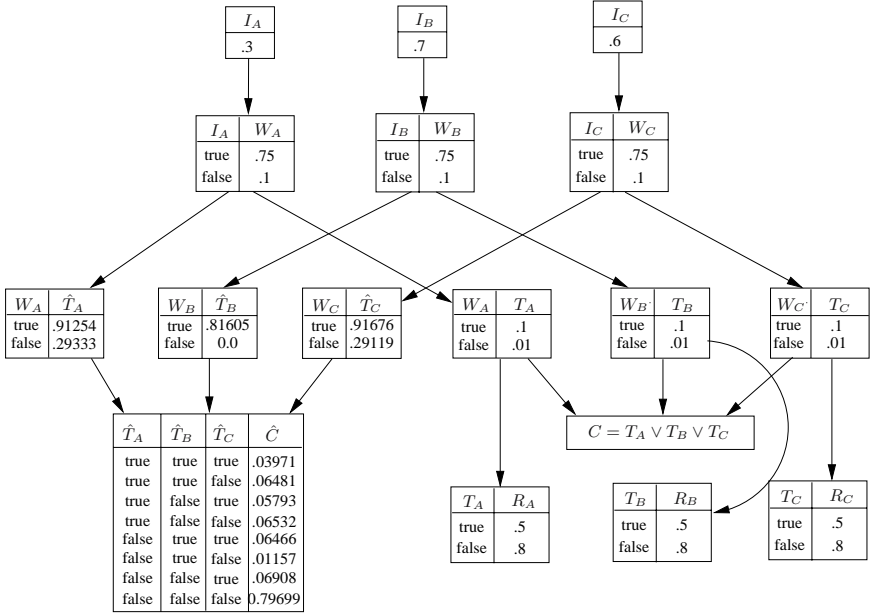 I_A
.3
I_B
.7
I_C
.6
I_A W_A
true .75
false .1
I_B W_B
true .75
false .1
I_C W_C
true .75
false .1
W_A T̂_A
true .91254
false .29333
W_B T̂_B
true .81605
false 0.0
W_C T̂_C
true .91676
false .29119
W_A T_A
true .1
false .01
W_B T_B
true .1
false .01
W_C T_C
true .1
false .01
T̂_A T̂_B T̂_C Ĉ
true true true .03971
true true false .06481
true false true .05793
true false false .06532
false true true .06466
false true false .01157
false false true .06908
false false false 0.79699
C = T_A ∨ T_B ∨ T_C
T_A R_A
true .5
false .8
T_B R_B
true .5
false .8
T_C R_C
true .5
false .8